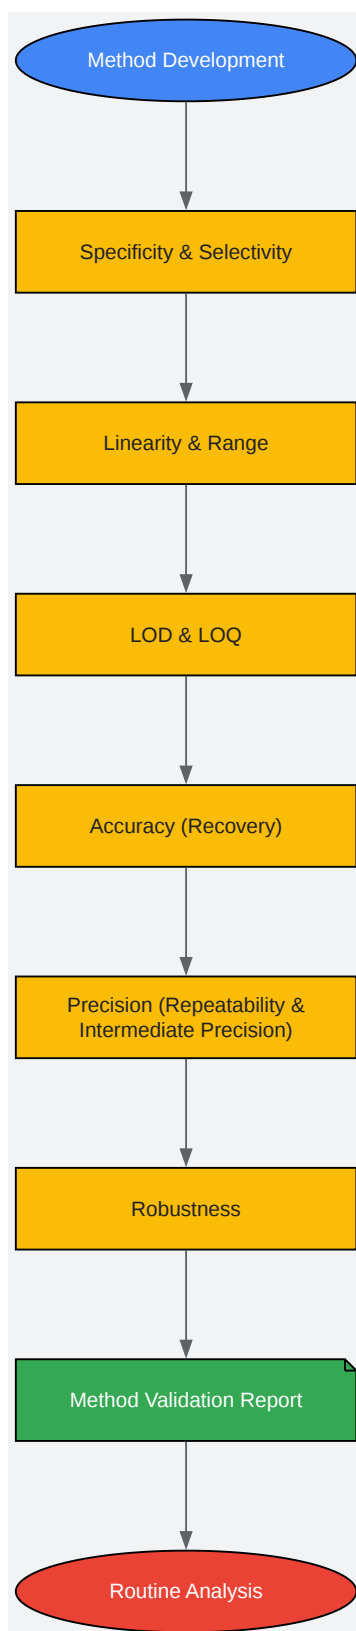 Method Development
Specificity & Selectivity
Linearity & Range
LOD & LOQ
Accuracy (Recovery)
Precision (Repeatability &
Intermediate Precision)
Robustness
Method Validation Report
Routine Analysis